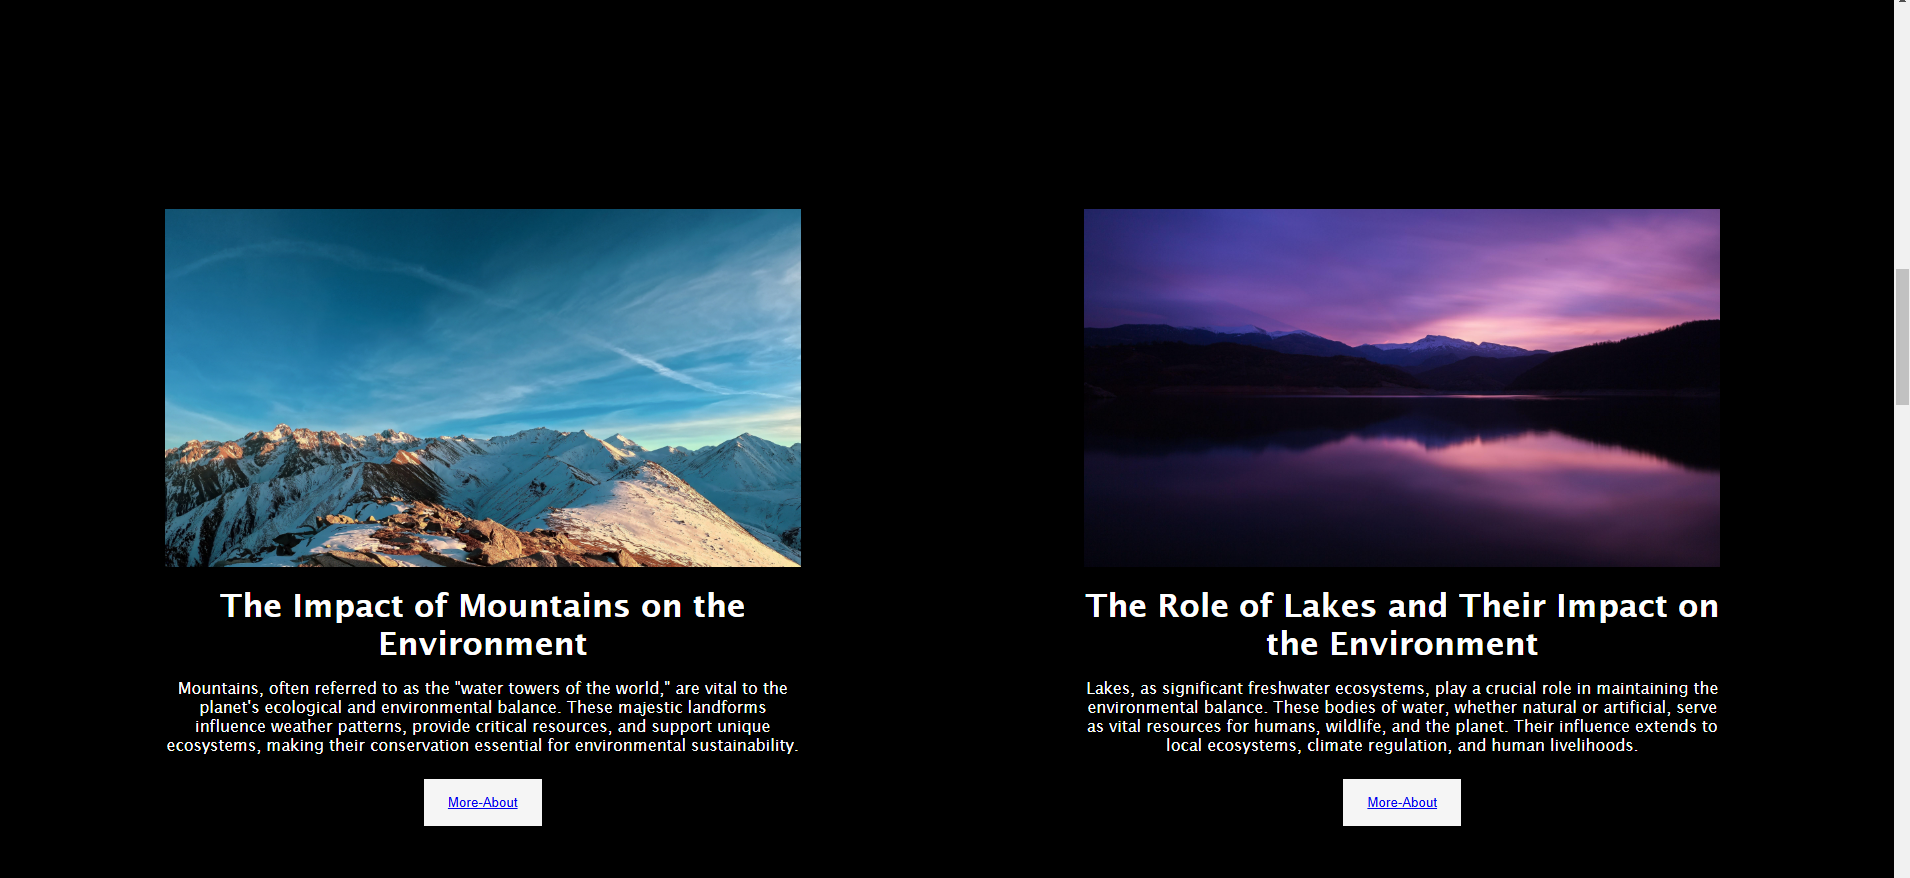 The Impact of Mountains on the
Environment
Mountains, often referred to as the "water towers of the world," are vital to the
planet's ecological and environmental balance. These majestic landforms
influence weather patterns, provide critical resources, and support unique
ecosystems, making their conservation essential for environmental sustainability.
More-About
The Role of Lakes and Their Impact on
the Environment
Lakes, as significant freshwater ecosystems, play a crucial role in maintaining the
environmental balance. These bodies of water, whether natural or artificial, serve
as vital resources for humans, wildlife, and the planet. Their influence extends to
local ecosystems, climate regulation, and human livelihoods.
More-About